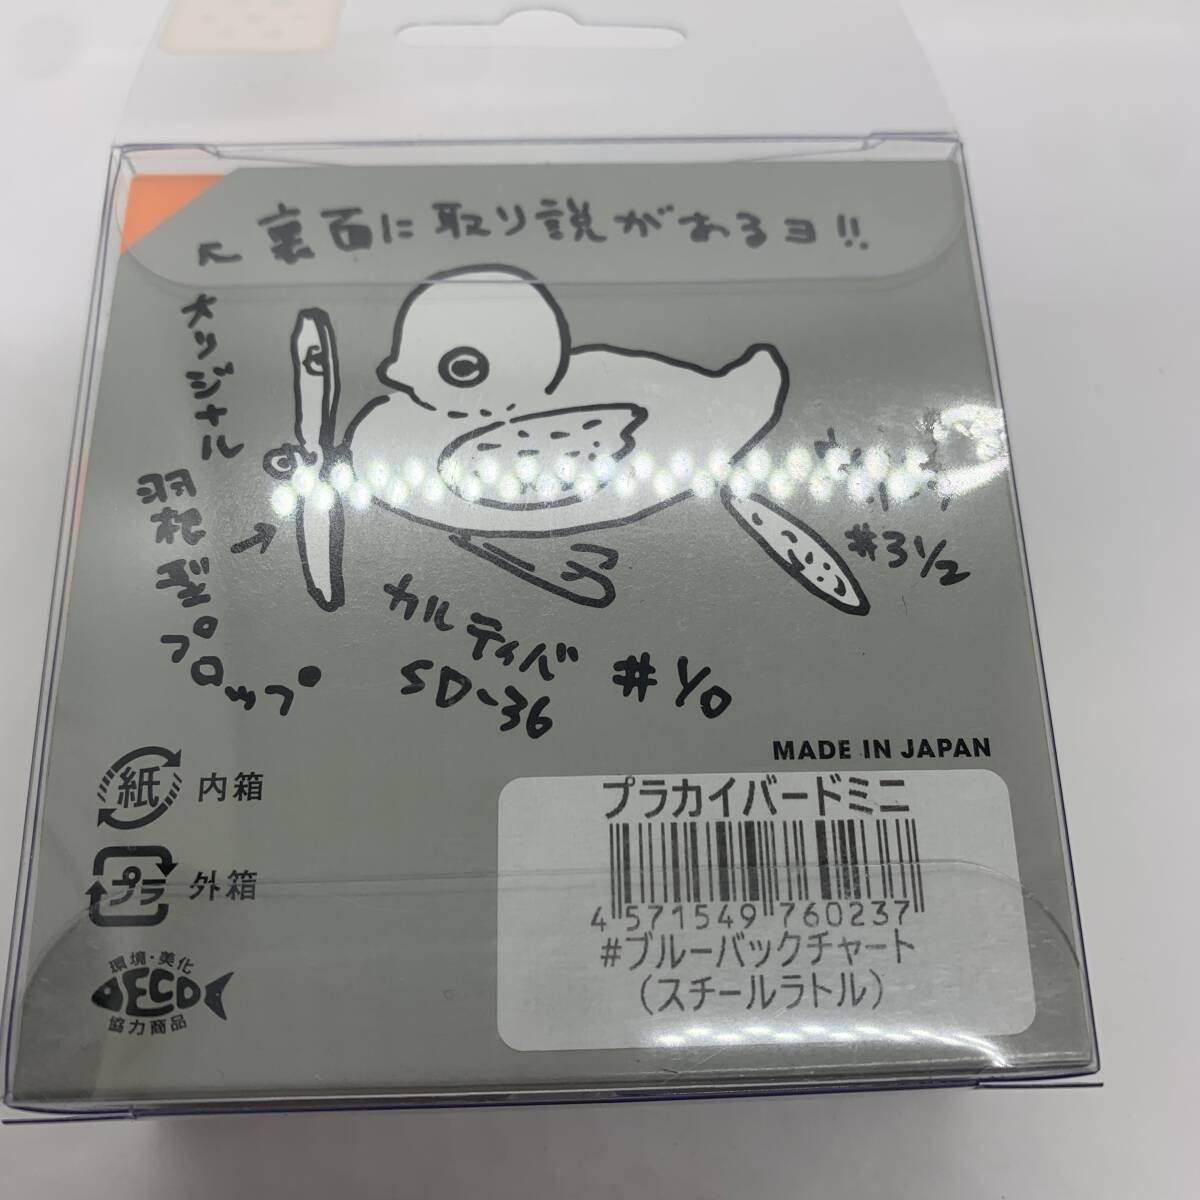 裏面に取り説があるヨ!!
オリジナル
羽根型プロップ
#3 1/2
カルティバ
SD-36 #1/0
MADE IN JAPAN
紙 内箱
プラ 外箱
環境・美化
ECO
協力商品
プラカイバードミニ
4 571549 760237
#ブルーバックチャート
(スチールラトル)